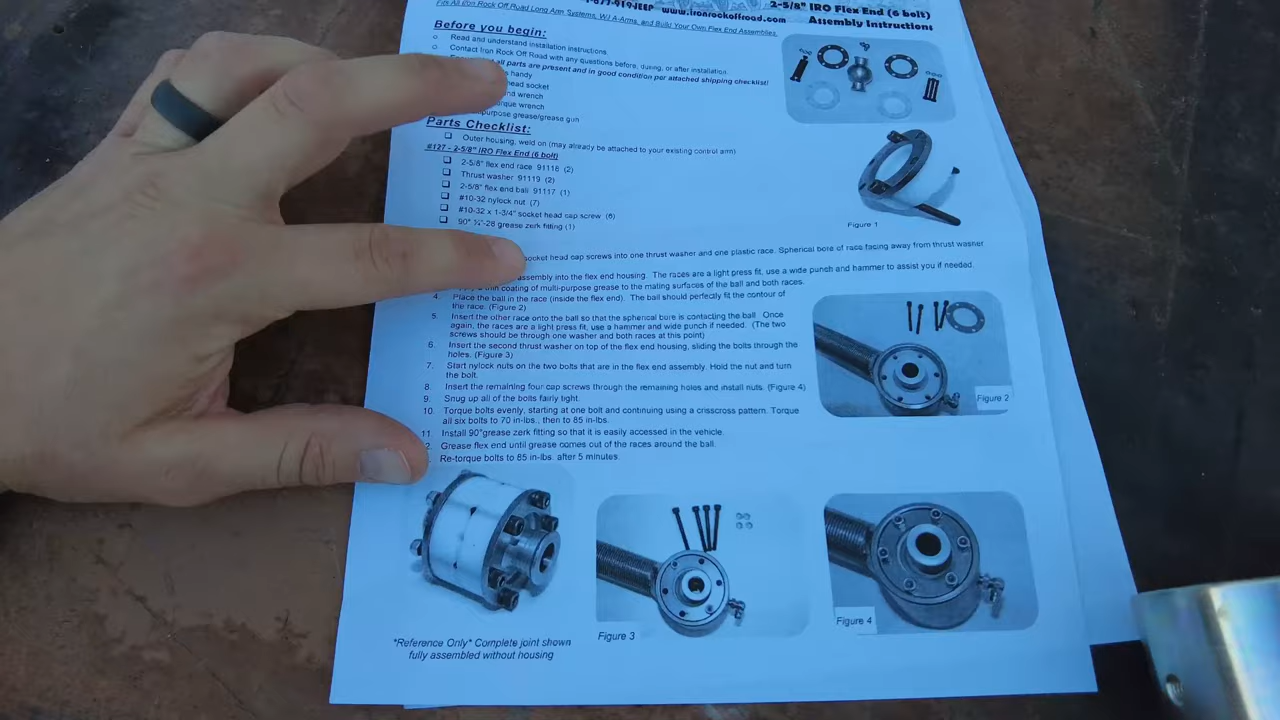 -877-919-JEEP www.ironrockoffroad.com
2-5/8" IRO Flex End (6 bolt)
Assembly Instructions
Fits All Iron Rock Off Road Long Arm Systems, WJ A-Arms, and Build Your Own Flex End Assemblies.
Before you begin:
Read and understand installation instructions.
Contact Iron Rock Off Road with any questions before, during, or after installation.
all parts are present and in good condition per attached shipping checklist!
handy
head socket
wrench
wrench
purpose grease/grease gun
Parts Checklist:
Outer housing, weld on (may already be attached to your existing control arm)
#127 - 2-5/8" IRO Flex End (6 bolt)
2-5/8" flex end race 91118 (2)
Thrust washer 91119 (2)
2-5/8" flex end ball 91117 (1)
#10-32 nylock nut (7)
#10-32 x 1-3/4" socket head cap screw (6)
90° ¼"-28 grease zerk fitting (1)
Figure 1
socket head cap screws into one thrust washer and one plastic race. Spherical bore of race facing away from thrust washer
assembly into the flex end housing. The races are a light press fit, use a wide punch and hammer to assist you if needed.
thin coating of multi-purpose grease to the mating surfaces of the ball and both races.
4. Place the ball in the race (inside the flex end). The ball should perfectly fit the contour of
the race. (Figure 2)
5. Insert the other race onto the ball so that the spherical bore is contacting the ball. Once
again, the races are a light press fit, use a hammer and wide punch if needed. (The two
screws should be through one washer and both races at this point)
6. Insert the second thrust washer on top of the flex end housing, sliding the bolts through the
holes. (Figure 3)
7. Start nylock nuts on the two bolts that are in the flex end assembly. Hold the nut and turn
the bolt.
8. Insert the remaining four cap screws through the remaining holes and install nuts. (Figure 4)
9. Snug up all of the bolts fairly tight.
10. Torque bolts evenly, starting at one bolt and continuing using a crisscross pattern. Torque
all six bolts to 70 in-lbs., then to 85 in-lbs.
11. Install 90°grease zerk fitting so that it is easily accessed in the vehicle.
2. Grease flex end until grease comes out of the races around the ball.
Re-torque bolts to 85 in-lbs. after 5 minutes.
Figure 2
*Reference Only* Complete joint shown
fully assembled without housing
Figure 3
Figure 4